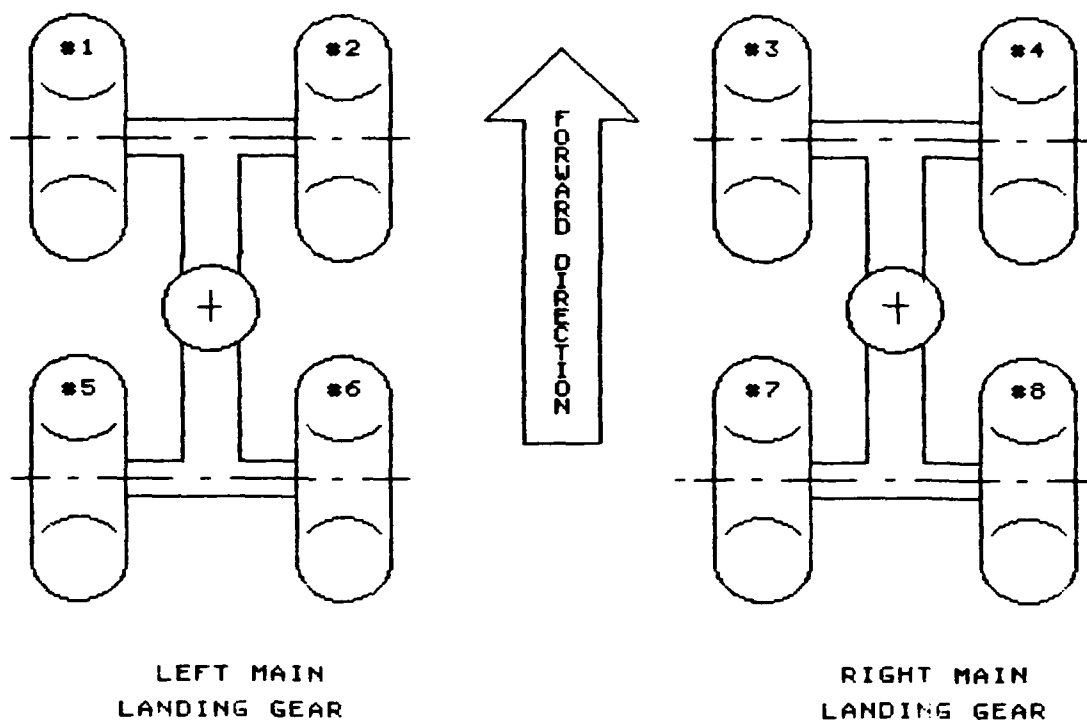 #1 #2 #3 #4
FORWARD DIRECTION
#5 #6 #7 #8
LEFT MAIN
LANDING GEAR
RIGHT MAIN
LANDING GEAR